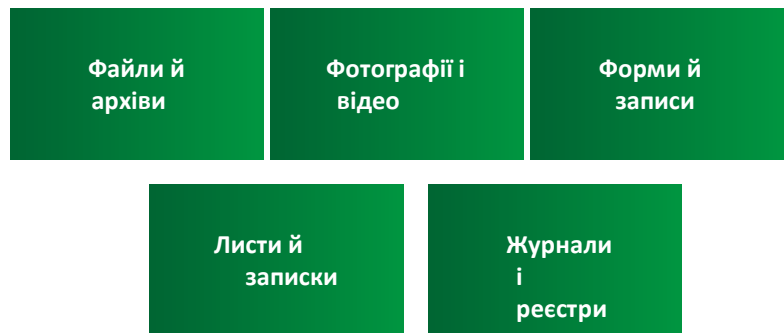 Файли й
архіви
Фотографії і
відео
Форми й
записи
Листи й
записки
Журнали
і
реєстри